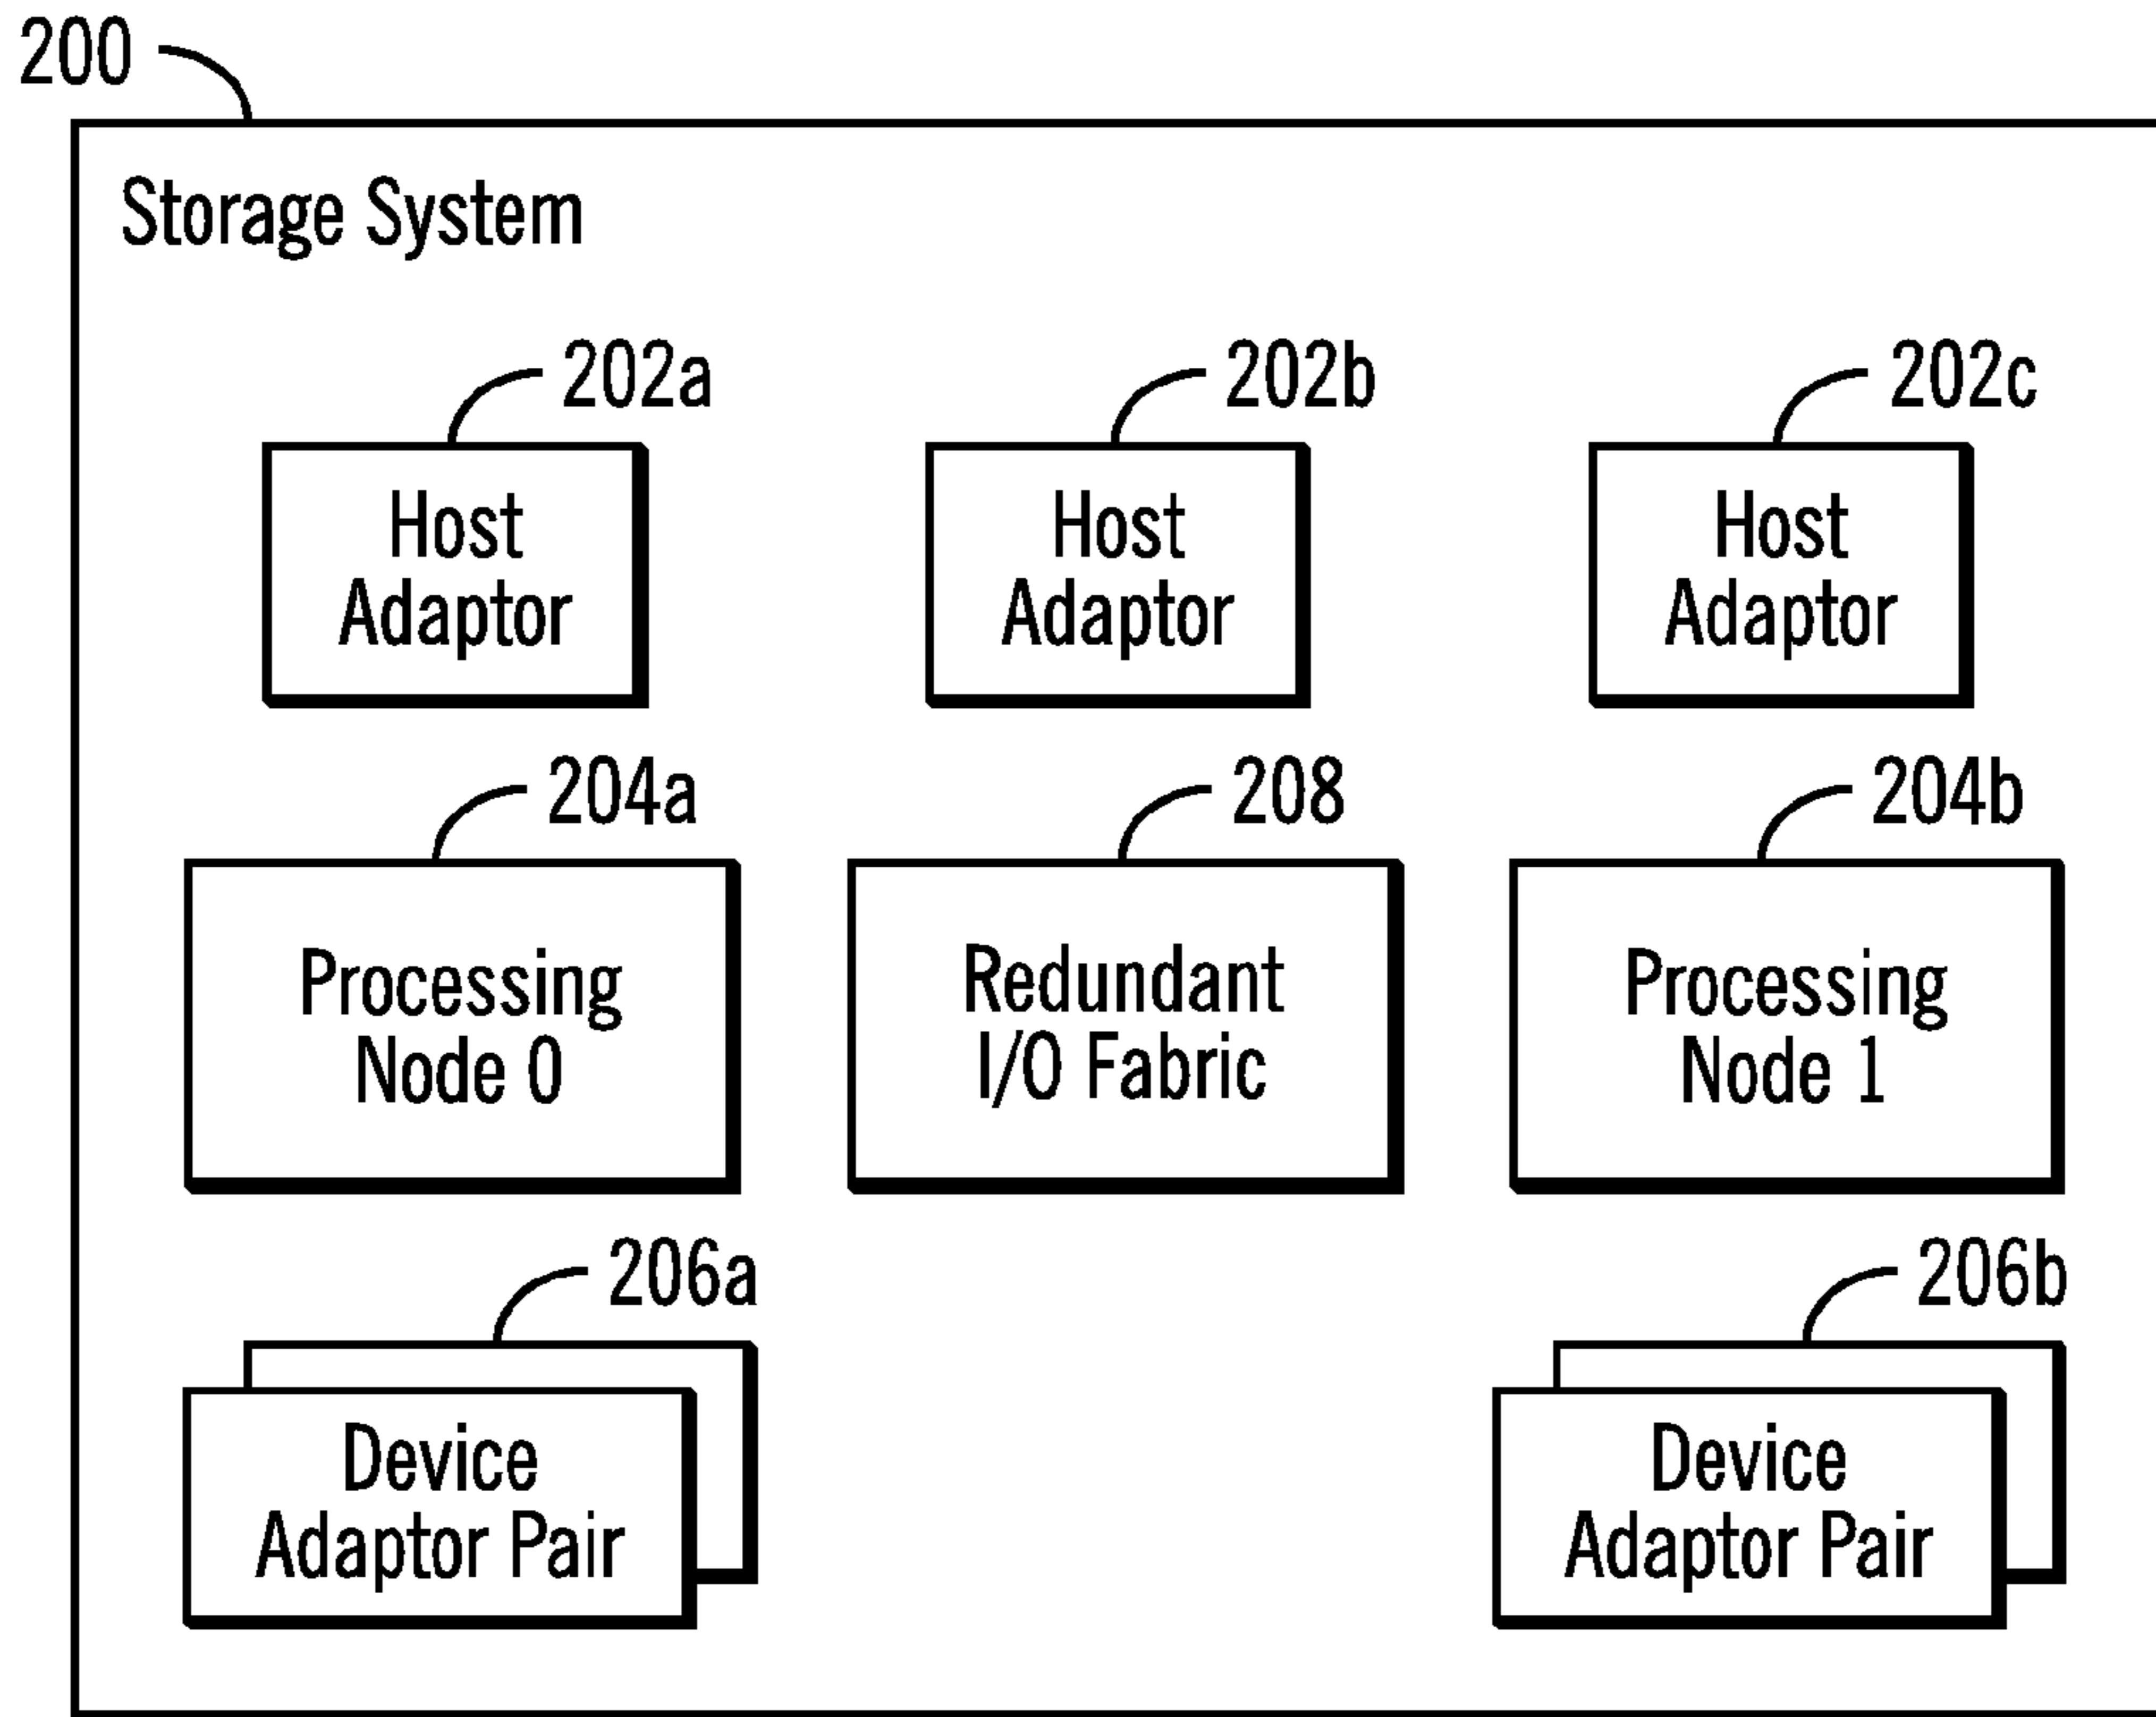 200
Storage System
202a
202b
202c
Host
Adaptor
Host
Adaptor
Host
Adaptor
204a
208
204b
Processing
Node 0
Redundant
I/O Fabric
Processing
Node 1
206a
206b
Device
Adaptor Pair
Device
Adaptor Pair